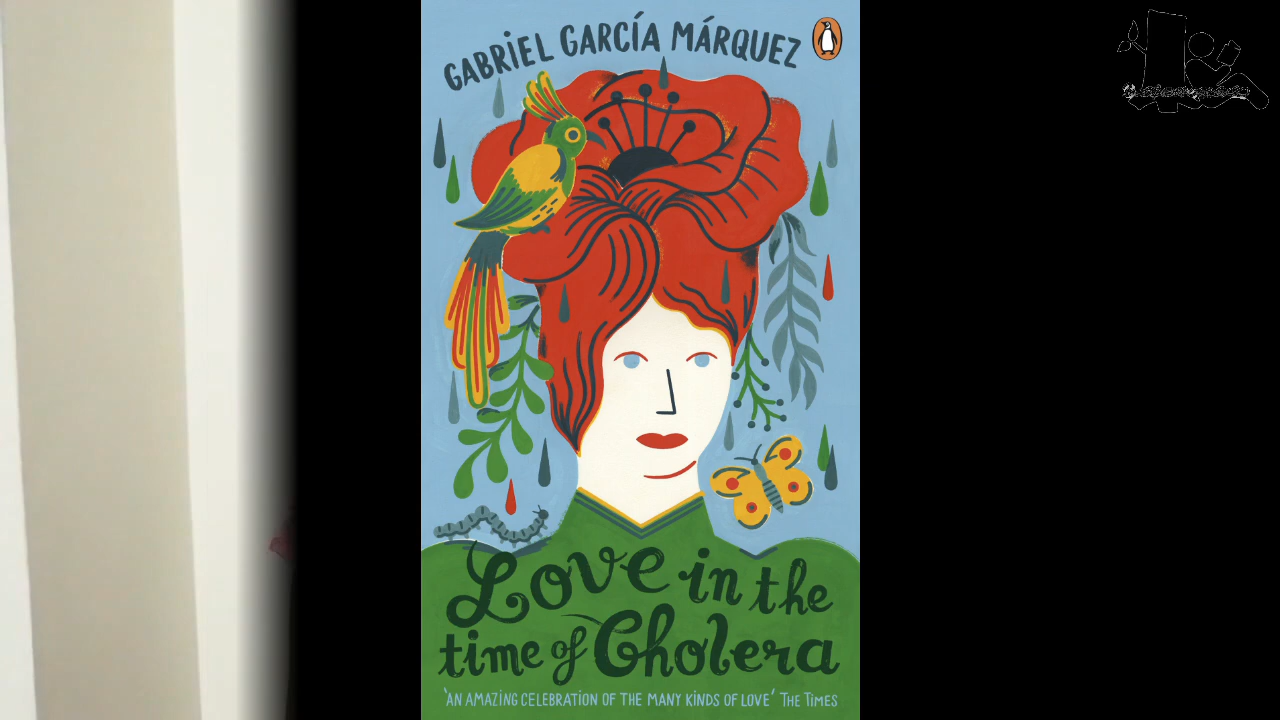 GABRIEL GARCÍA MÁRQUEZ
Love in the
time of Cholera
'AN AMAZING CELEBRATION OF THE MANY KINDS OF LOVE' THE TIMES